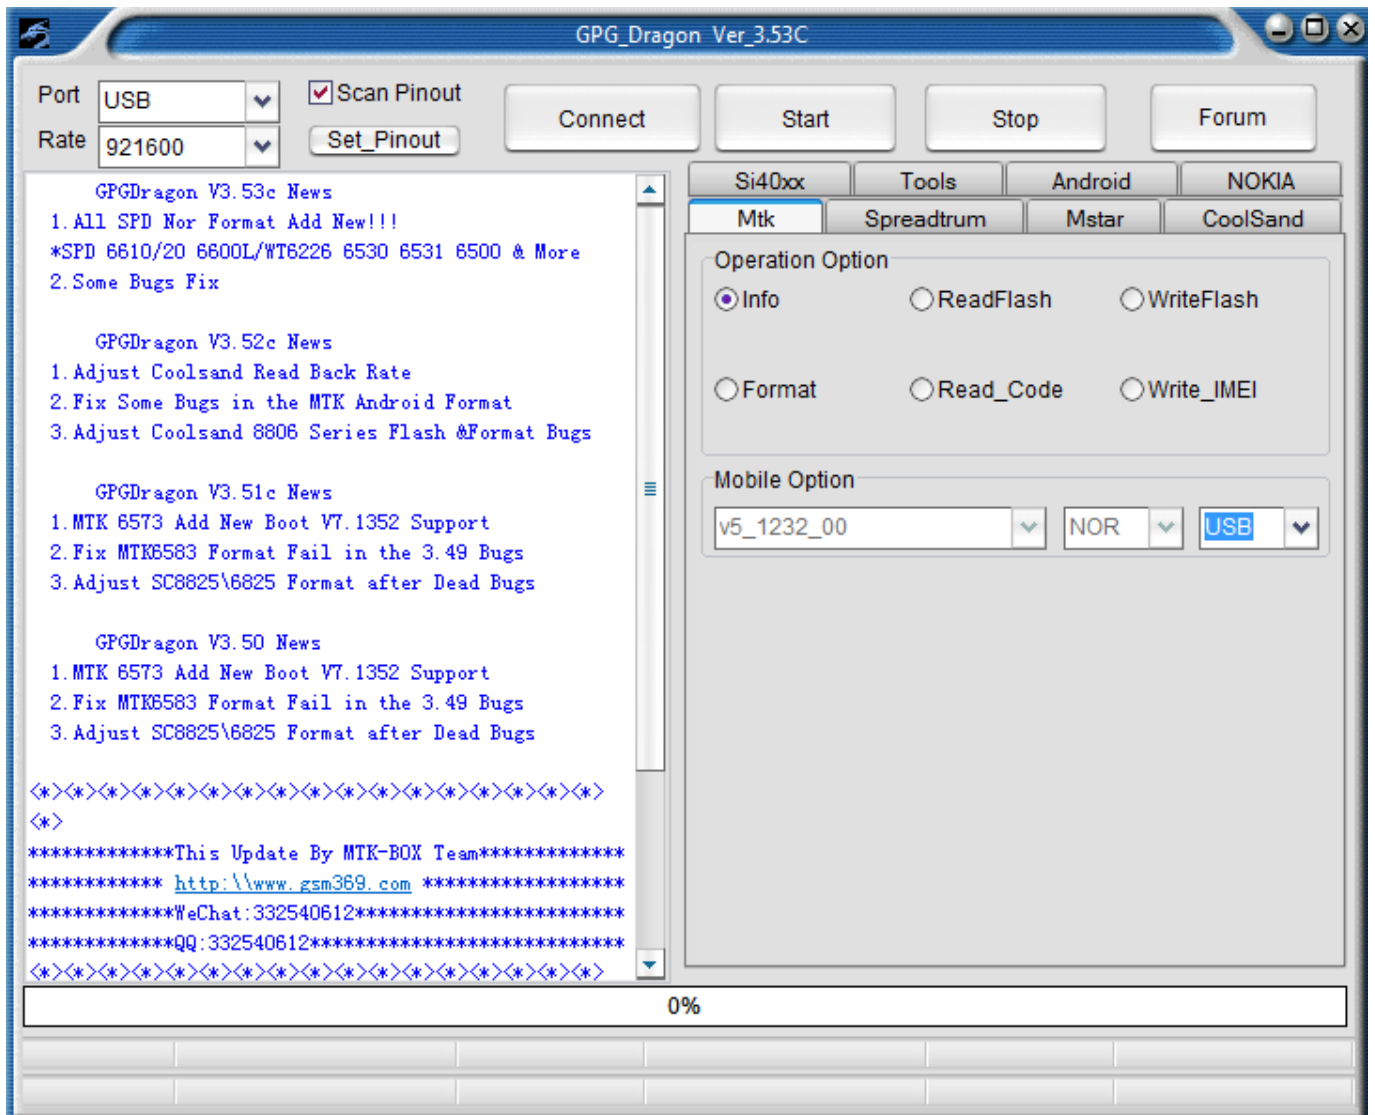 GPG_Dragon Ver_3.53C
Port USB
Scan Pinout
Rate 921600
Set_Pinout
Connect
Start
Stop
Forum
GPGDragon V3.53c News
1.All SPD Nor Format Add New!!!
*SPD 6610/20 6600L/WT6226 6530 6531 6500 & More
2.Some Bugs Fix
GPGDragon V3.52c News
1.Adjust Coolsand Read Back Rate
2.Fix Some Bugs in the MTK Android Format
3.Adjust Coolsand 8806 Series Flash &Format Bugs
GPGDragon V3.51c News
1.MTK 6573 Add New Boot V7.1352 Support
2.Fix MTK6583 Format Fail in the 3.49 Bugs
3.Adjust SC8825\6825 Format after Dead Bugs
GPGDragon V3.50 News
1.MTK 6573 Add New Boot V7.1352 Support
2.Fix MTK6583 Format Fail in the 3.49 Bugs
3.Adjust SC8825\6825 Format after Dead Bugs
<*><*><*><*><*><*><*><*><*><*><*><*><*><*><*><*><*>
<*>
*************This Update By MTK-BOX Team*************
************ http:\\www.gsm369.com ******************
*************WeChat:332540612************************
*************QQ:332540612****************************
<*><*><*><*><*><*><*><*><*><*><*><*><*><*><*><*><*>
Si40xx Tools Android NOKIA
Mtk Spreadtrum Mstar CoolSand
Operation Option
Info ReadFlash WriteFlash
Format Read_Code Write_IMEI
Mobile Option
v5_1232_00 NOR USB
0%